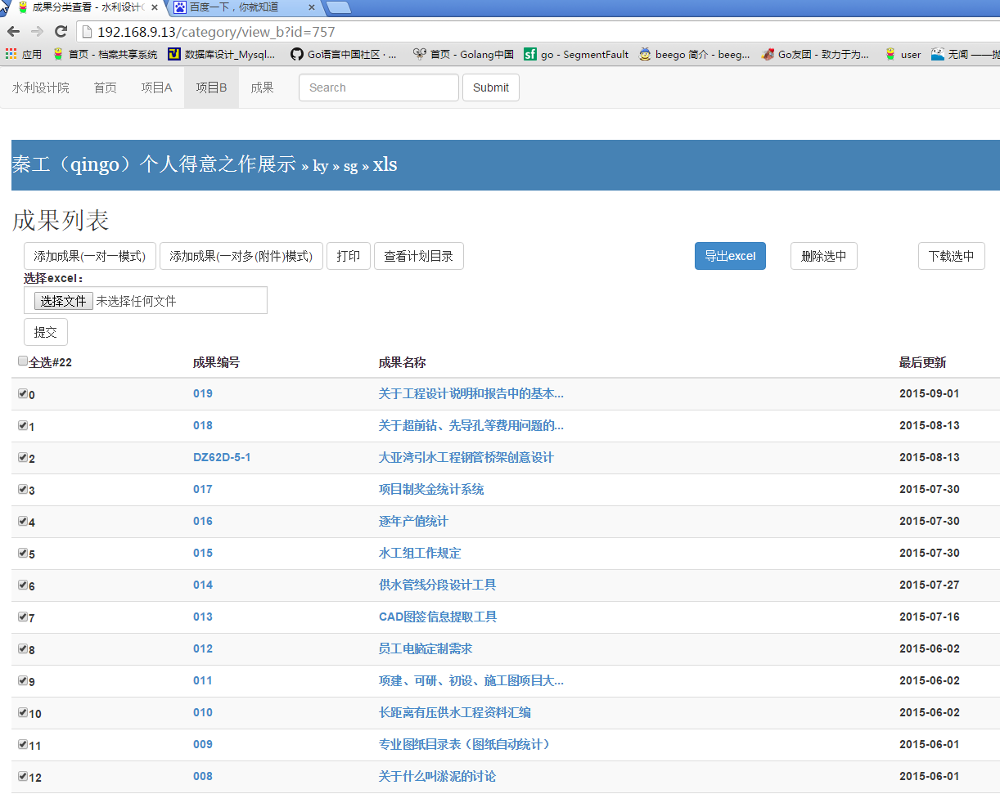 成果分类查看 - 水利设计 百度一下，你就知道
192.168.9.13/category/view_b?id=757
应用 首页 - 档案共享系统 数据库设计_Mysql... Go语言中国社区 · ... 首页 - Golang中国 go - SegmentFault beego 简介 - beeg... Go友团 - 致力于为... user 无闻 ——抛
水利设计院 首页 项目A 项目B 成果 Search Submit
秦工（qingo）个人得意之作展示 » ky » sg » xls
成果列表
添加成果(一对一模式) 添加成果(一对多(附件)模式) 打印 查看计划目录 导出excel 删除选中 下载选中
选择excel：
选择文件 未选择任何文件
提交
全选#22 成果编号 成果名称 最后更新
0 019 关于工程设计说明和报告中的基本... 2015-09-01
1 018 关于超前钻、先导孔等费用问题的... 2015-08-13
2 DZ62D-5-1 大亚湾引水工程钢管桥架创意设计 2015-08-13
3 017 项目制奖金统计系统 2015-07-30
4 016 逐年产值统计 2015-07-30
5 015 水工组工作规定 2015-07-30
6 014 供水管线分段设计工具 2015-07-27
7 013 CAD图签信息提取工具 2015-07-16
8 012 员工电脑定制需求 2015-06-02
9 011 项建、可研、初设、施工图项目大... 2015-06-02
10 010 长距离有压供水工程资料汇编 2015-06-02
11 009 专业图纸目录表（图纸自动统计） 2015-06-01
12 008 关于什么叫淤泥的讨论 2015-06-01